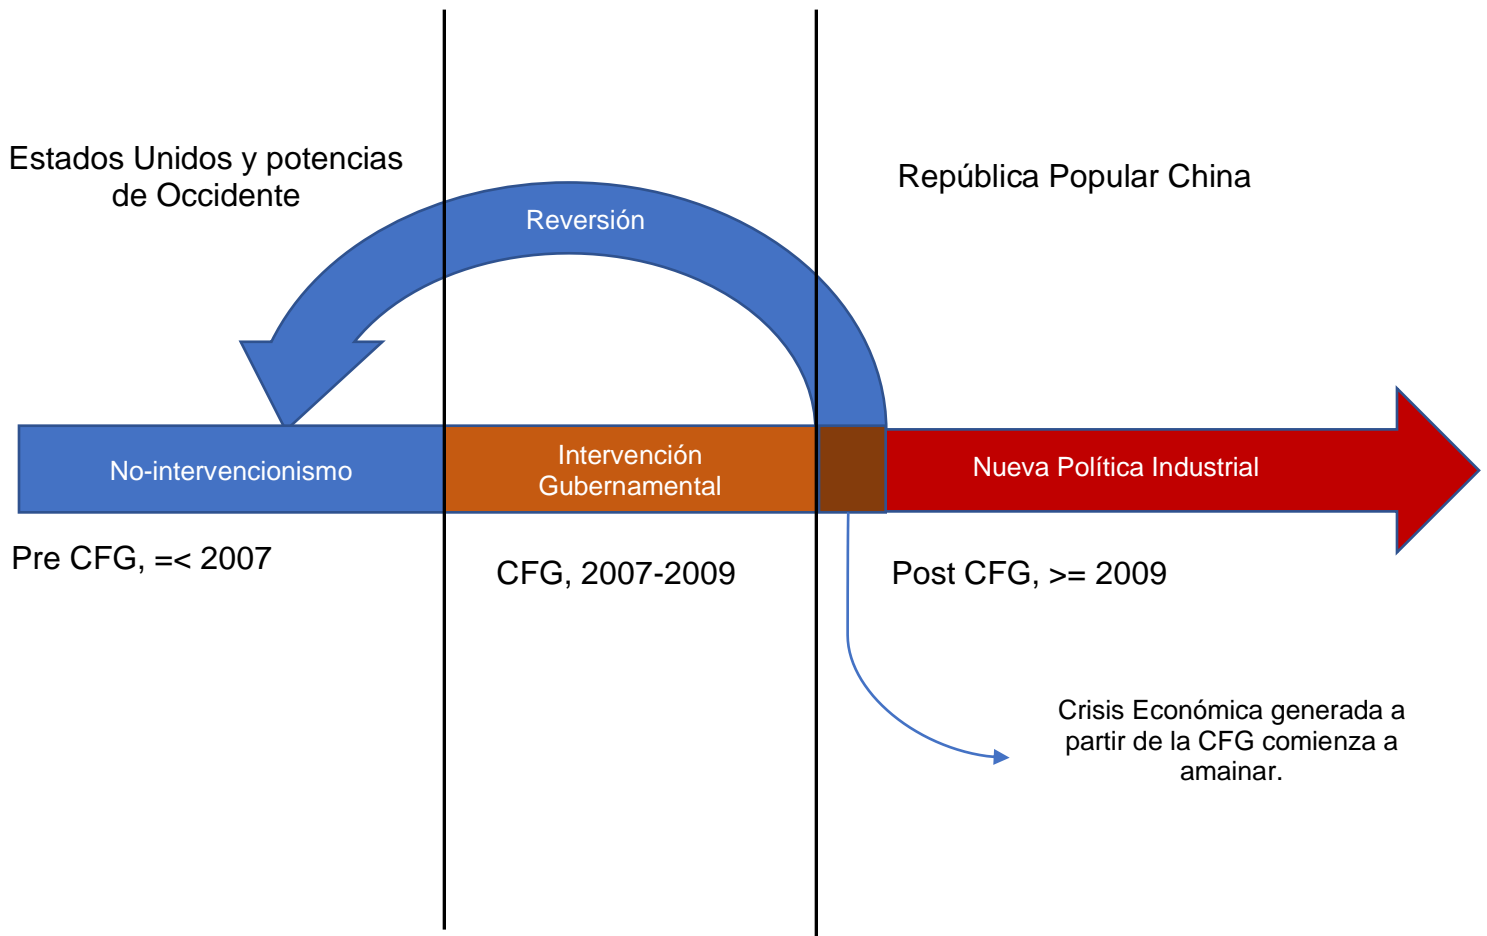 Estados Unidos y potencias
de Occidente
República Popular China
Reversión
No-intervencionismo
Intervención
Gubernamental
Nueva Política Industrial
Pre CFG, =< 2007
CFG, 2007-2009
Post CFG, >= 2009
Crisis Económica generada a
partir de la CFG comienza a
amainar.